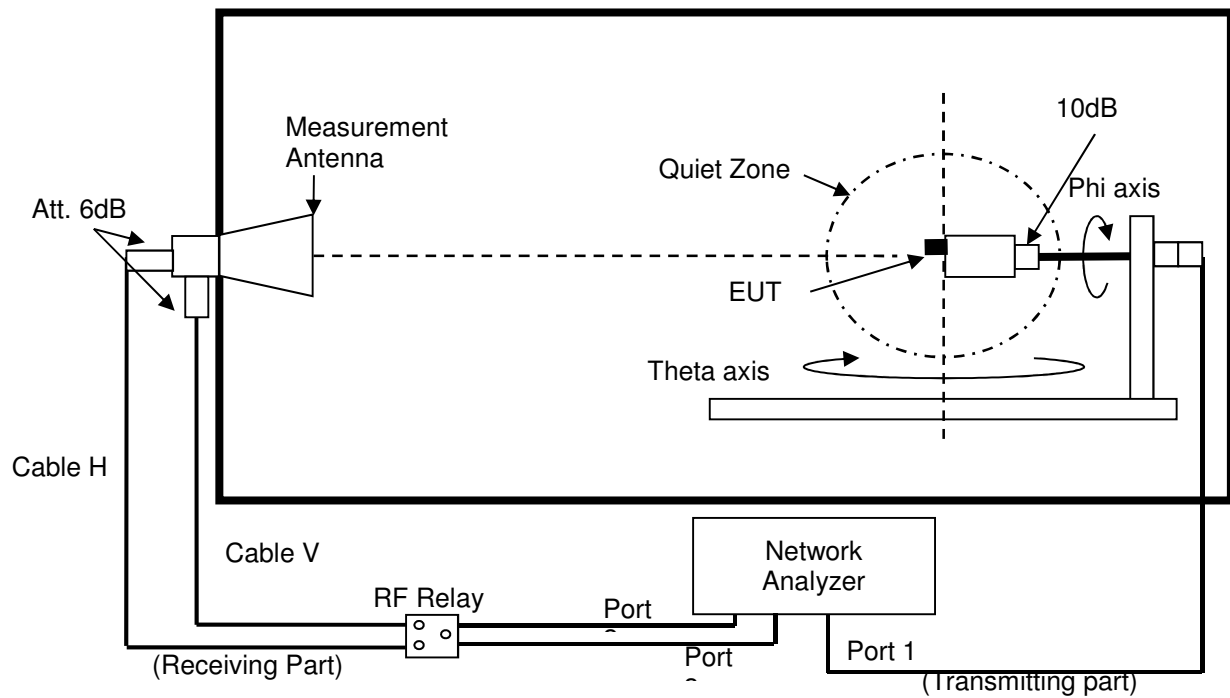 Measurement
Antenna
Att. 6dB
Quiet Zone
10dB
Phi axis
EUT
Theta axis
Cable H
Cable V
Network
Analyzer
RF Relay
Port
Port
Port 1
(Receiving Part)
(Transmitting part)